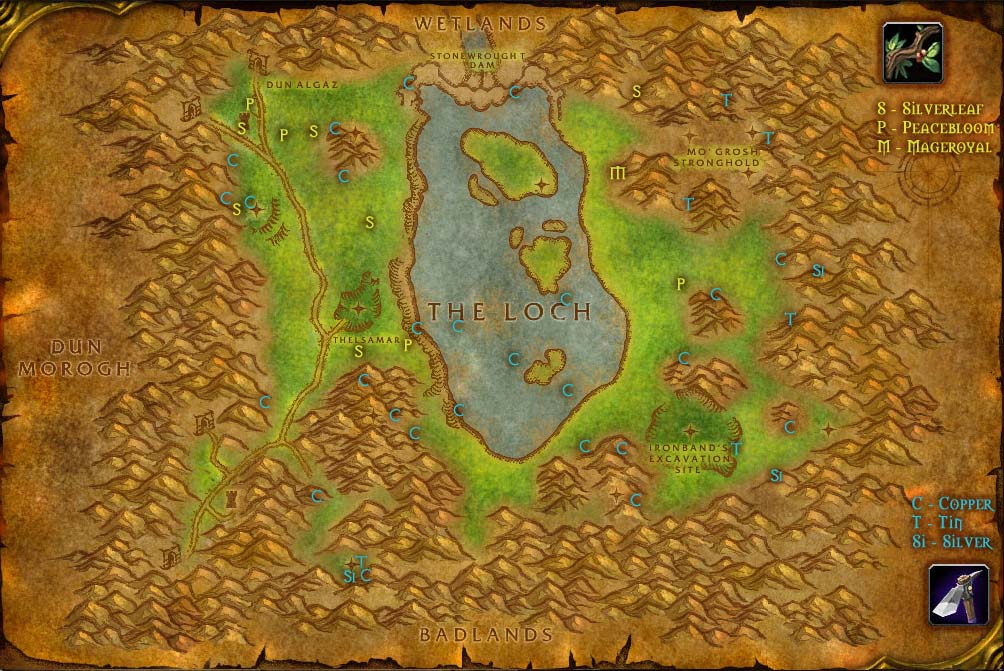 WETLANDS
STONEWROUGHT
DAM
C
C
DUN ALGAZ
S
T
P
S - SILVERLEAF
P - PEACEBLOOM
M - MAGEROYAL
S
P
S
C
T
MO'GROSH
STRONGHOLD
C
C
M
C
S
C
T
S
C
Si
P
C
C
THE LOCH
T
C
C
THELSAMAR
S
P
DUN
MOROGH
C
C
C
C
C
C
C
C
C
C
C
IRONBAND'S
EXCAVATION
SITE
T
Si
C
C
C - COPPER
T - TIN
Si - SILVER
T
Si C
BADLANDS